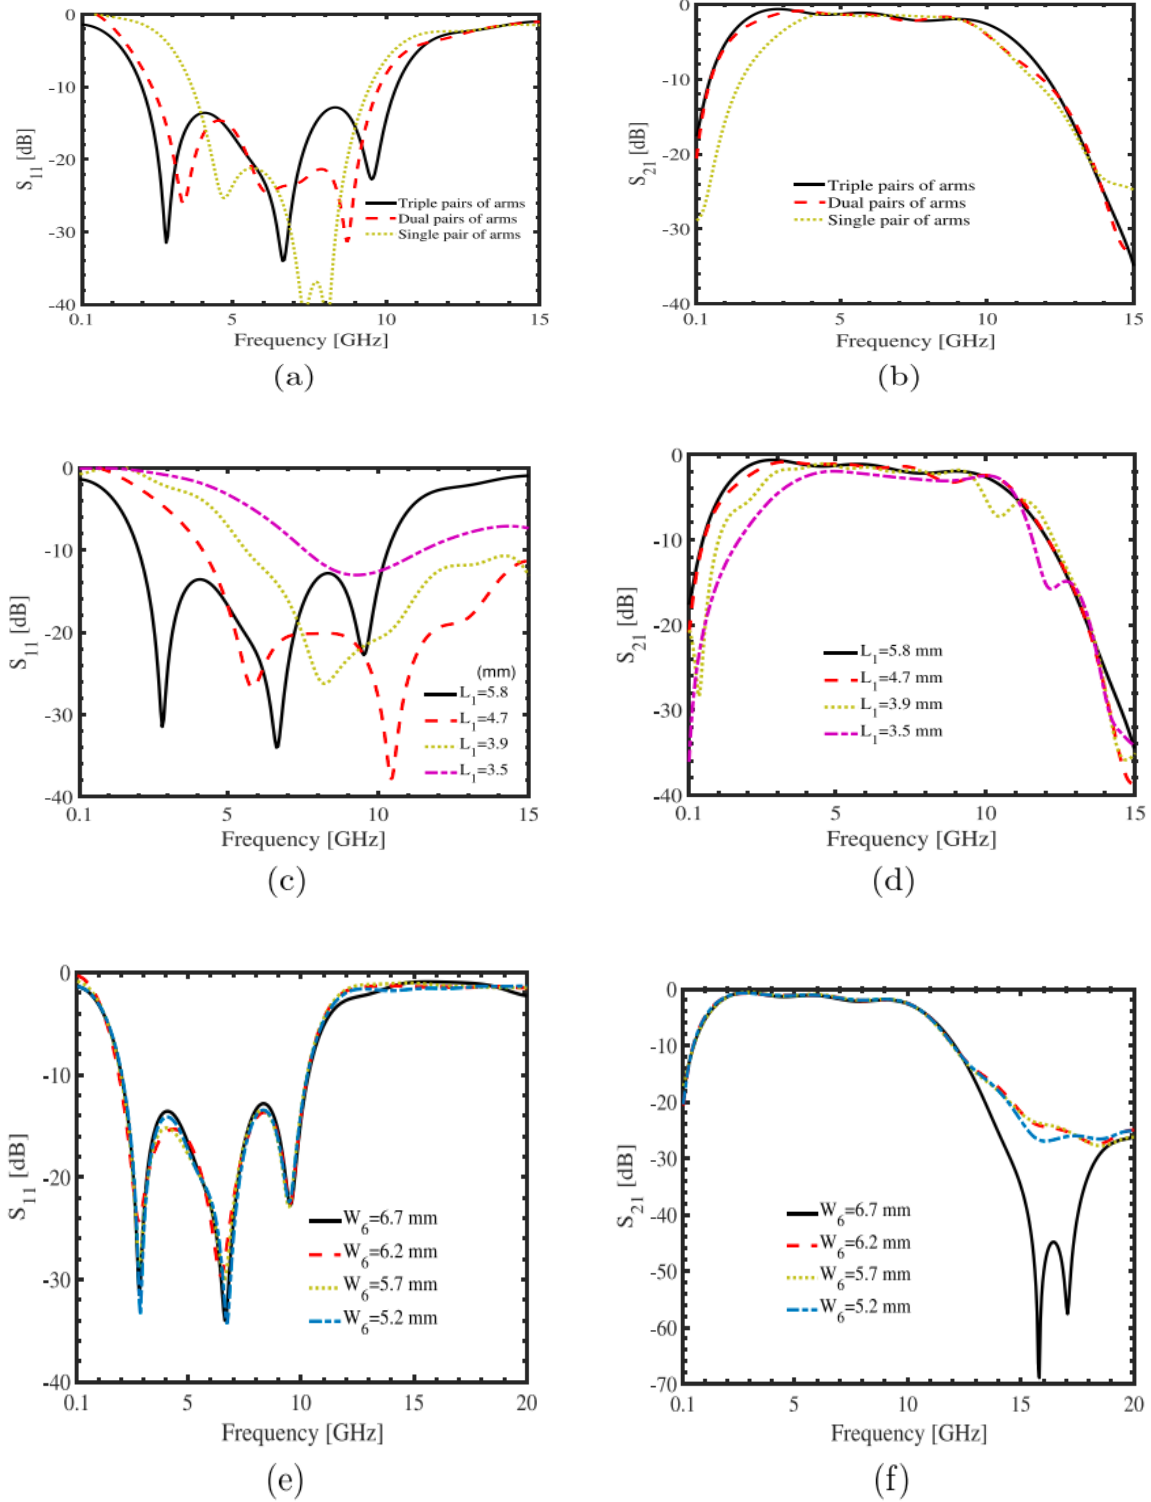 0
-10
-20
-30
-40
S11 [dB]
Triple pairs of arms
Dual pairs of arms
Single pair of arms
0.1 5 10 15
Frequency [GHz]
(a)
0
-10
-20
-30
-40
S21 [dB]
Triple pairs of arms
Dual pairs of arms
Single pair of arms
0.1 5 10 15
Frequency [GHz]
(b)
0
-10
-20
-30
-40
S11 [dB]
(mm)
L1=5.8
L1=4.7
L1=3.9
L1=3.5
0.1 5 10 15
Frequency [GHz]
(c)
0
-10
-20
-30
-40
S21 [dB]
L1=5.8 mm
L1=4.7 mm
L1=3.9 mm
L1=3.5 mm
0.1 5 10 15
Frequency [GHz]
(d)
0
-10
-20
-30
-40
S11 [dB]
W6=6.7 mm
W6=6.2 mm
W6=5.7 mm
W6=5.2 mm
0.1 5 10 15 20
Frequency [GHz]
(e)
0
-10
-20
-30
-40
-50
-60
-70
S21 [dB]
W6=6.7 mm
W6=6.2 mm
W6=5.7 mm
W6=5.2 mm
0.1 5 10 15 20
Frequency [GHz]
(f)